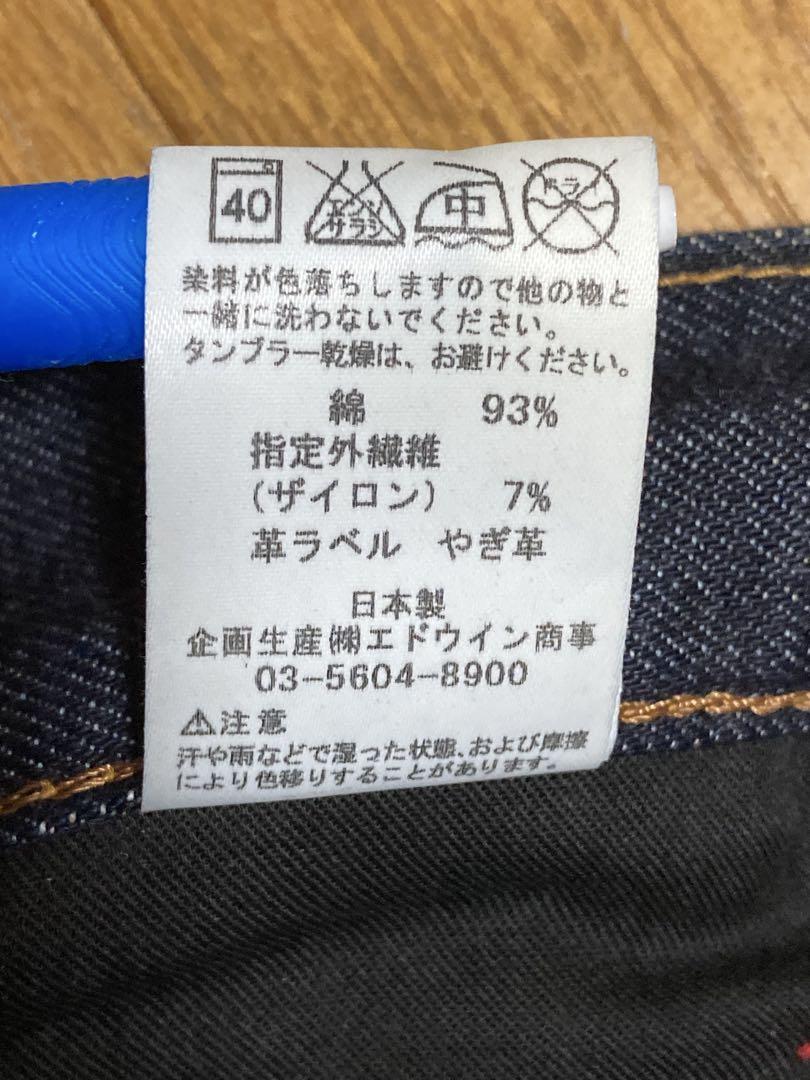 40 エンソサラシ 中 ドライ
染料が色落ちしますので他の物と
一緒に洗わないでください。
タンブラー乾燥は、お避けください。
綿 93%
指定外繊維
(ザイロン) 7%
革ラベル やぎ革
日本製
企画生産㈱エドウイン商事
03-5604-8900
⚠注意
汗や雨などで湿った状態、および摩擦
により色移りすることがあります。